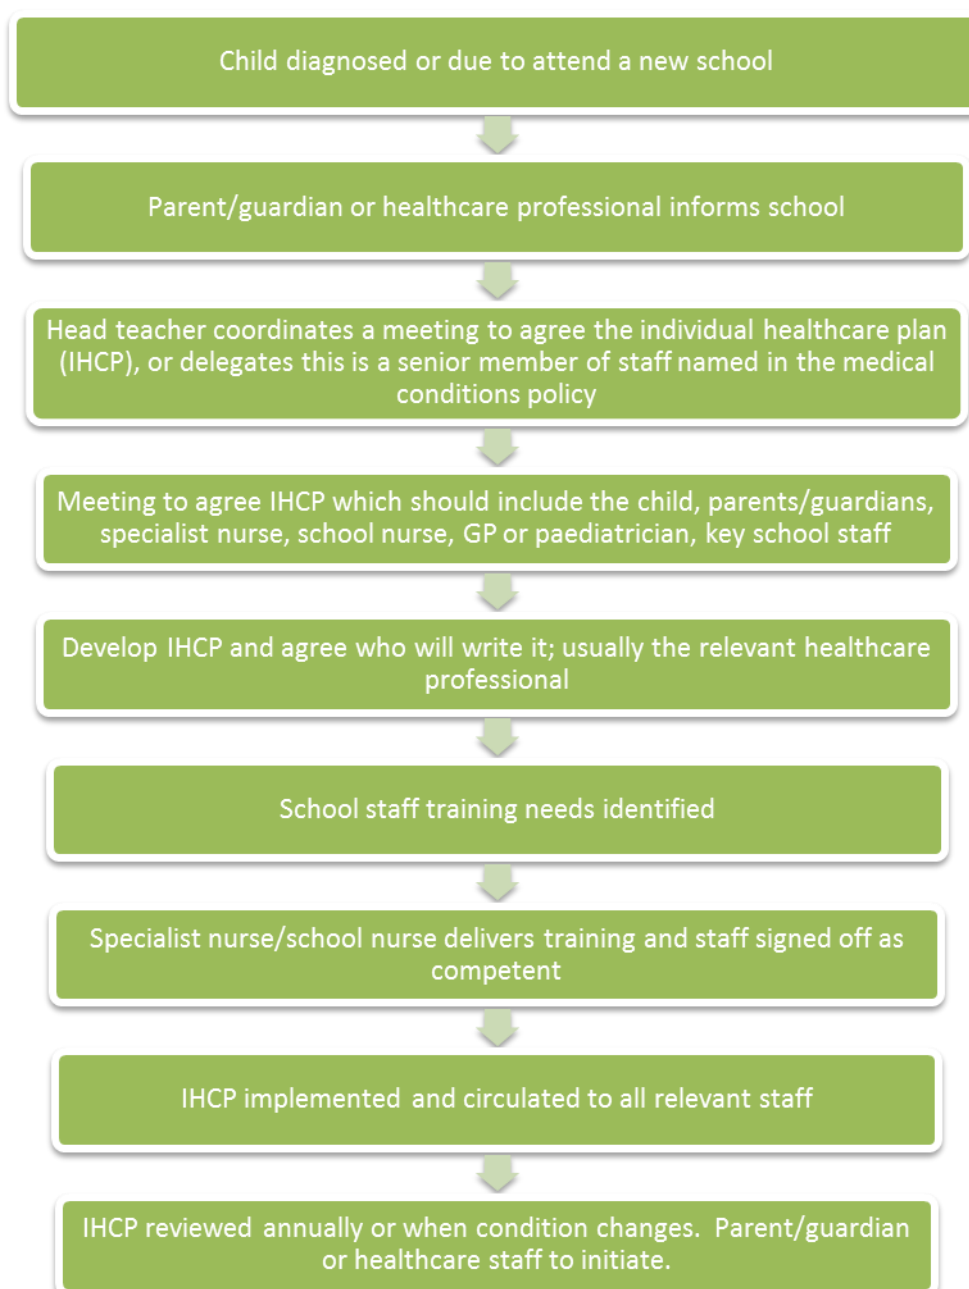 Child diagnosed or due to attend a new school
Parent/guardian or healthcare professional informs school
Head teacher coordinates a meeting to agree the individual healthcare plan
(IHCP), or delegates this is a senior member of staff named in the medical
conditions policy
Meeting to agree IHCP which should include the child, parents/guardians,
specialist nurse, school nurse, GP or paediatrician, key school staff
Develop IHCP and agree who will write it; usually the relevant healthcare
professional
School staff training needs identified
Specialist nurse/school nurse delivers training and staff signed off as
competent
IHCP implemented and circulated to all relevant staff
IHCP reviewed annually or when condition changes. Parent/guardian
or healthcare staff to initiate.